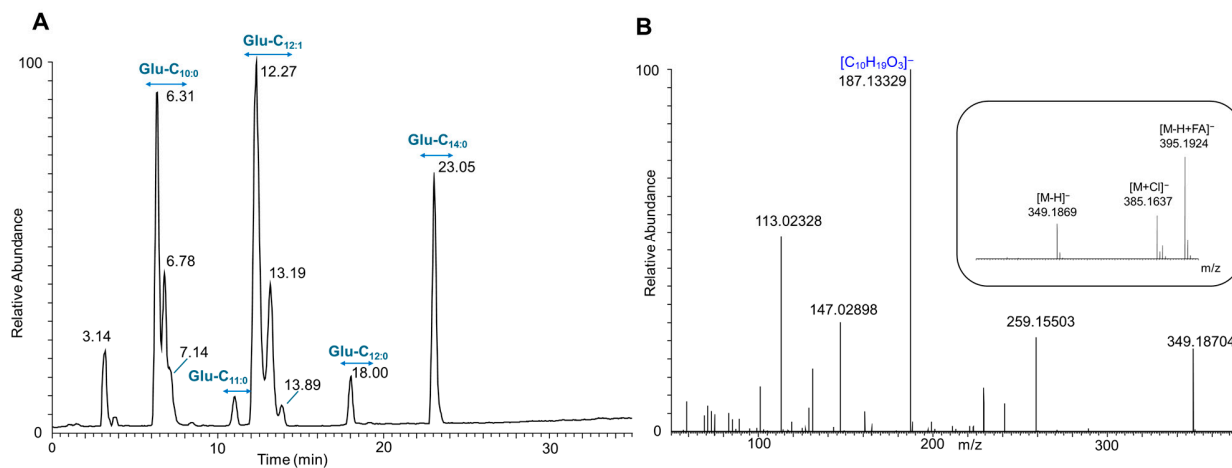 A
Relative Abundance
100
0
Glu-C₁₀:₀
6.31
6.78
7.14
3.14
Glu-C₁₁:₀
Glu-C₁₂:₁
12.27
13.19
13.89
Glu-C₁₂:₀
18.00
Glu-C₁₄:₀
23.05
0 10 20 30
Time (min)
B
Relative Abundance
100
0
[C₁₀H₁₉O₃]⁻
187.13329
113.02328
147.02898
259.15503
349.18704
100 200 300
m/z
[M-H]⁻
349.1869
[M+Cl]⁻
385.1637
[M-H+FA]⁻
395.1924
m/z